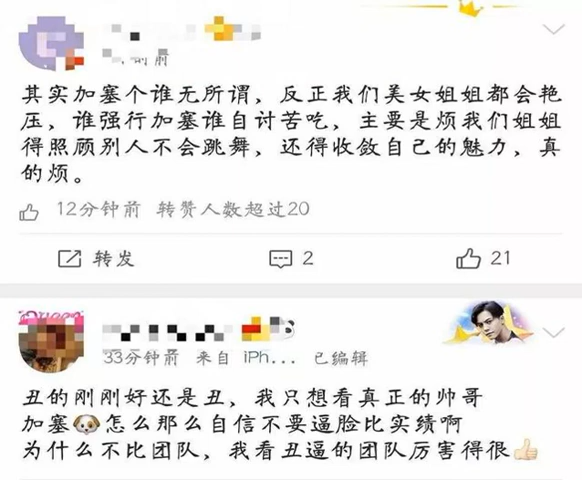 其实加塞个谁无所谓，反正我们美女姐姐都会艳
压，谁强行加塞谁自讨苦吃，主要是烦我们姐姐
得照顾别人不会跳舞，还得收敛自己的魅力，真
的烦。
12分钟前 转赞人数超过20
转发 2 21
33分钟前 来自 iPh... 已编辑
丑的刚刚好还是丑，我只想看真正的帅哥
加塞🐶怎么那么自信不要逼脸比实绩啊
为什么不比团队，我看丑逼的团队厉害得很👍🏻